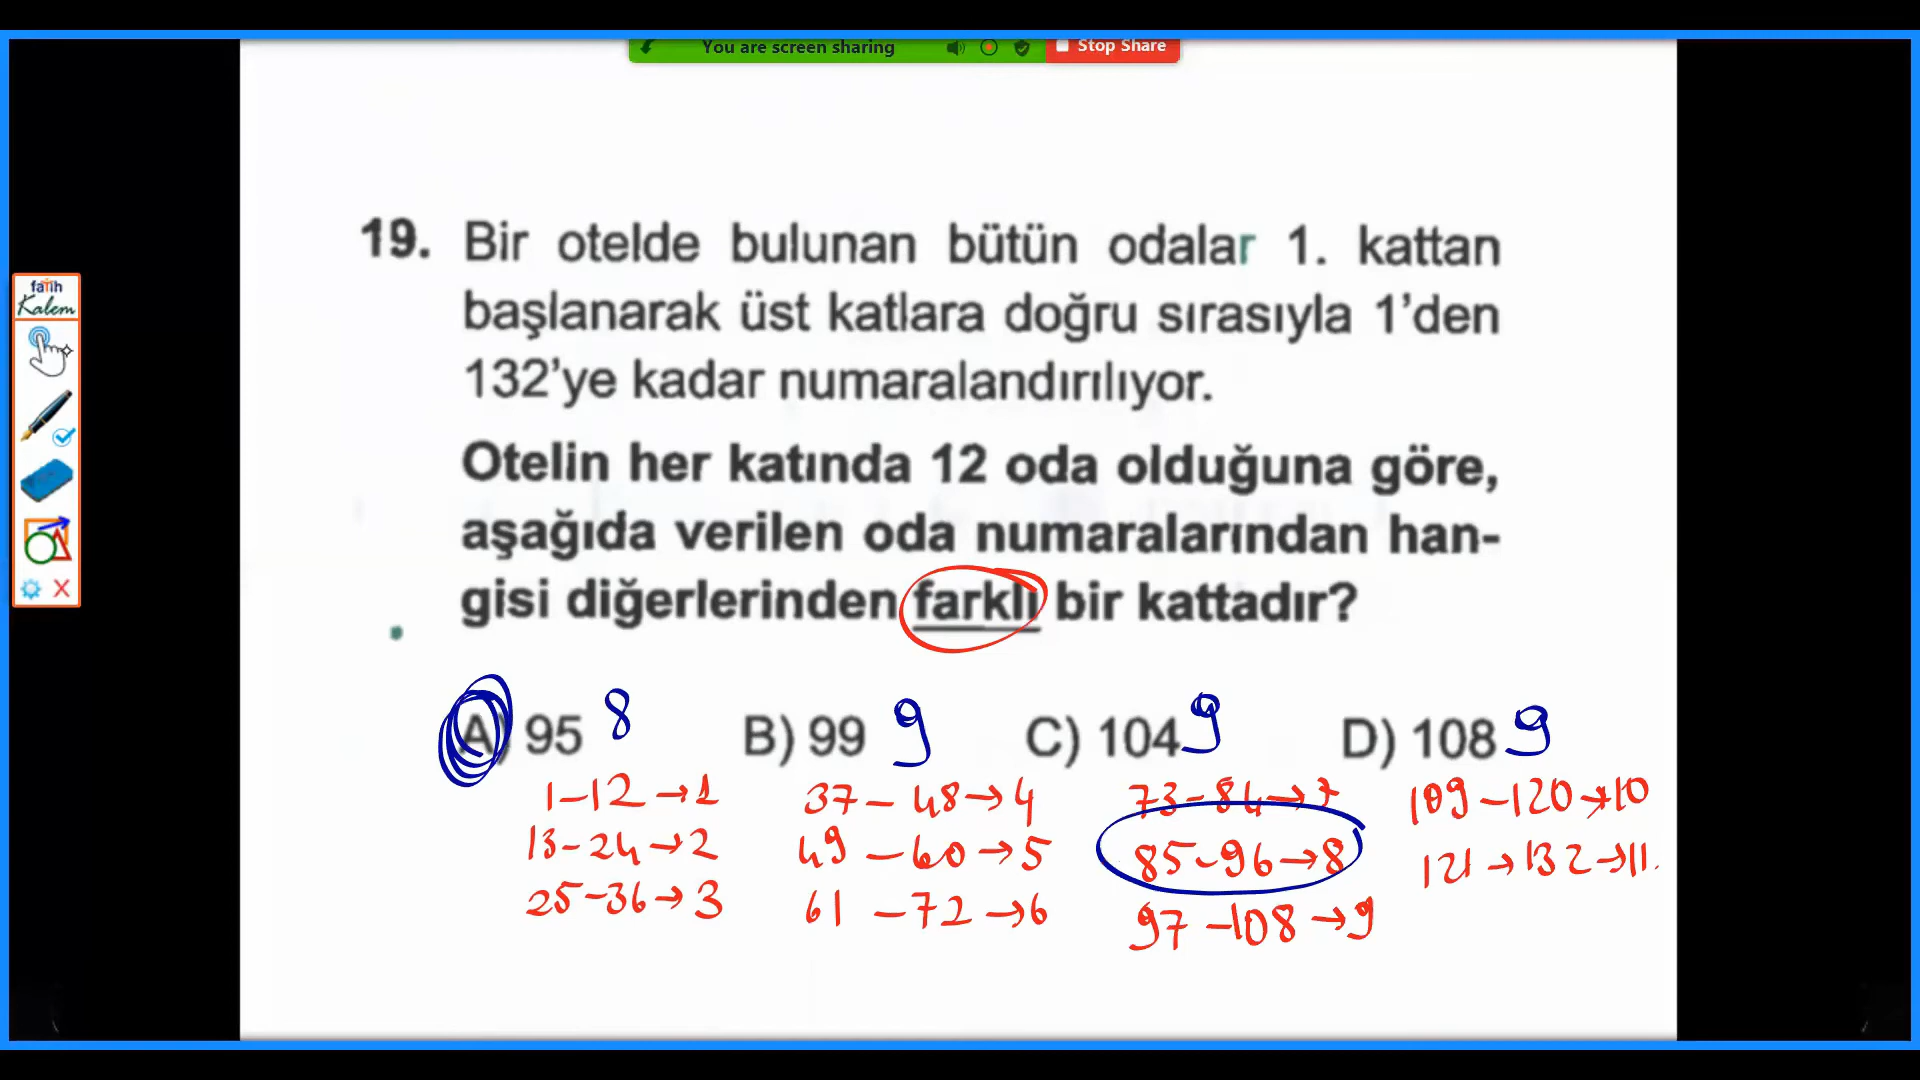 You are screen sharing
Stop Share
fatih
Kalem
19. Bir otelde bulunan bütün odalar 1. kattan
başlanarak üst katlara doğru sırasıyla 1'den
132'ye kadar numaralandırılıyor.
Otelin her katında 12 oda olduğuna göre,
aşağıda verilen oda numaralarından han-
gisi diğerlerinden farklı bir kattadır?
A) 95 8 B) 99 9 C) 104 9 D) 108 9
1-12→1 37-48→4 73-84→7 109-120→10
13-24→2 49-60→5 85-96→8 121→132→11.
25-36→3 61-72→6 97-108→9